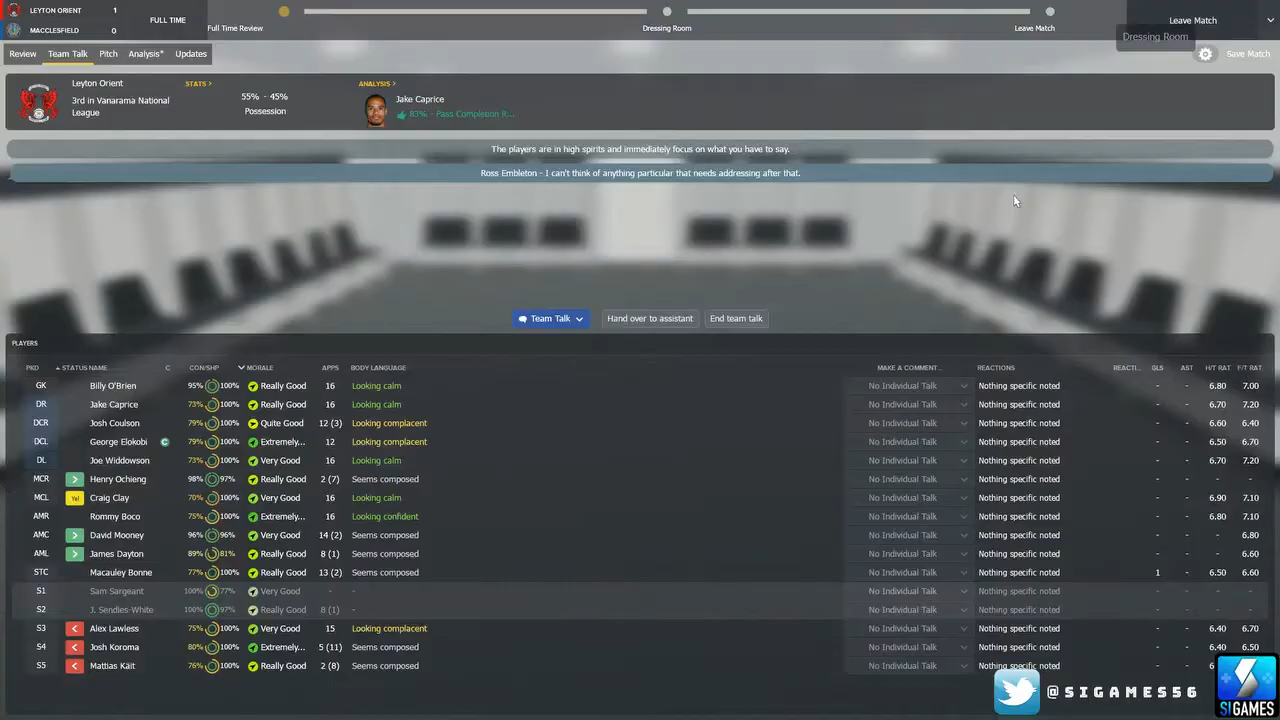 LEYTON ORIENT 1
MACCLESFIELD 0
FULL TIME
Full Time Review
Dressing Room
Leave Match
Leave Match
Dressing Room
Review Team Talk Pitch Analysis* Updates
Save Match
Leyton Orient
3rd in Vanarama National
League
STATS >
55% - 45%
Possession
ANALYSIS >
Jake Caprice
83% - Pass Completion R...
The players are in high spirits and immediately focus on what you have to say.
Ross Embleton - I can't think of anything particular that needs addressing after that.
Team Talk Hand over to assistant End team talk
PLAYERS
PKD STATUS NAME C CON/SHP MORALE APPS BODY LANGUAGE MAKE A COMMENT... REACTIONS REACTI... GLS AST H/T RAT F/T RAT
GK Billy O'Brien 95% 100% Really Good 16 Looking calm No Individual Talk Nothing specific noted - - 6.80 7.00
DR Jake Caprice 73% 100% Really Good 16 Looking calm No Individual Talk Nothing specific noted - - 6.70 7.20
DCR Josh Coulson 79% 100% Quite Good 12 (3) Looking complacent No Individual Talk Nothing specific noted - - 6.60 6.40
DCL George Elokobi C 79% 100% Extremely... 12 Looking complacent No Individual Talk Nothing specific noted - - 6.50 6.70
DL Joe Widdowson 73% 100% Very Good 16 Looking calm No Individual Talk Nothing specific noted - - 6.70 7.20
MCR Henry Ochieng 98% 97% Really Good 2 (7) Seems composed No Individual Talk Nothing specific noted - - - -
MCL Yel Craig Clay 70% 100% Very Good 16 Looking calm No Individual Talk Nothing specific noted - - 6.90 7.10
AMR Rommy Boco 75% 100% Extremely... 16 Looking confident No Individual Talk Nothing specific noted - - 6.80 7.10
AMC David Mooney 96% 96% Very Good 14 (2) Seems composed No Individual Talk Nothing specific noted - - - 6.80
AML James Dayton 89% 81% Really Good 8 (1) Seems composed No Individual Talk Nothing specific noted - - - 6.60
STC Macauley Bonne 77% 100% Really Good 13 (2) Seems composed No Individual Talk Nothing specific noted 1 - 6.50 6.60
S1 Sam Sargeant 100% 77% Very Good - - No Individual Talk Nothing specific noted - - - -
S2 J. Sendles-White 100% 97% Really Good 8 (1) - No Individual Talk Nothing specific noted - - - -
S3 Alex Lawless 75% 100% Very Good 15 Looking complacent No Individual Talk Nothing specific noted - - 6.40 6.70
S4 Josh Koroma 80% 100% Extremely... 5 (11) Seems composed No Individual Talk Nothing specific noted - - 6.40 6.50
S5 Mattias Käit 76% 100% Really Good 2 (8) Seems composed No Individual Talk Nothing specific noted - -
@SIGAMES56
SIGAMES